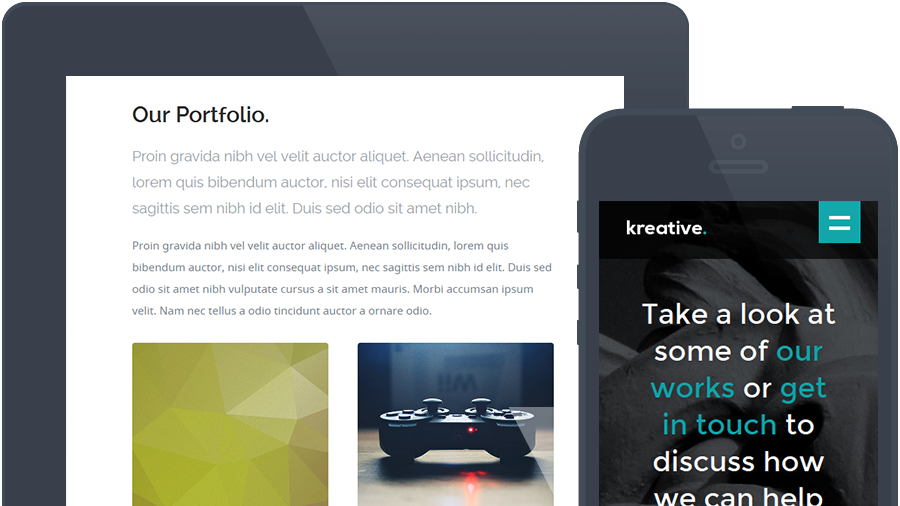 Our Portfolio.
Proin gravida nibh vel velit auctor aliquet. Aenean sollicitudin,
lorem quis bibendum auctor, nisi elit consequat ipsum, nec
sagittis sem nibh id elit. Duis sed odio sit amet nibh.
Proin gravida nibh vel velit auctor aliquet. Aenean sollicitudin, lorem quis
bibendum auctor, nisi elit consequat ipsum, nec sagittis sem nibh id elit. Duis sed
odio sit amet nibh vulputate cursus a sit amet mauris. Morbi accumsan ipsum
velit. Nam nec tellus a odio tincidunt auctor a ornare odio.
Wii
kreative.
Take a look at
some of our
works or get
in touch to
discuss how
we can help